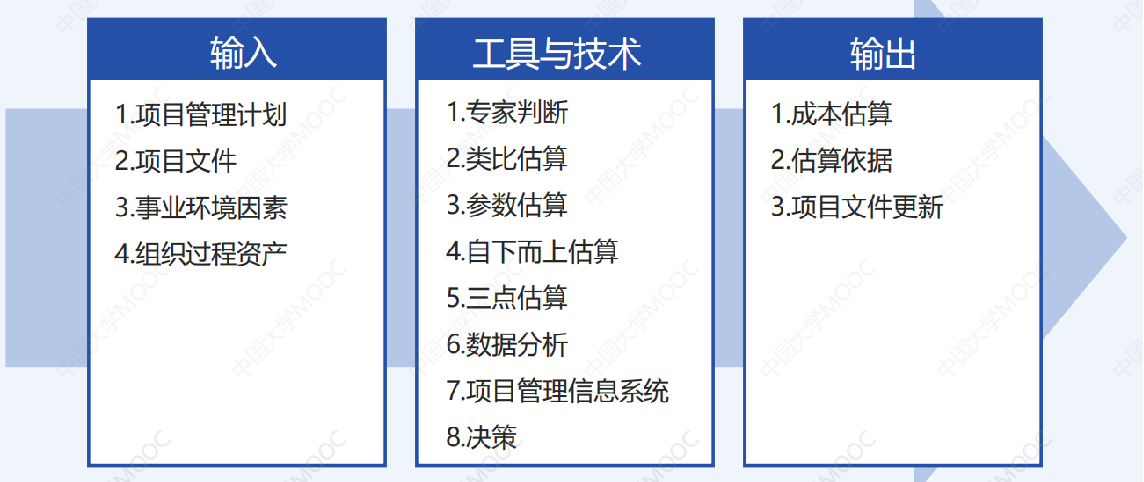 输入
1.项目管理计划
2.项目文件
3.事业环境因素
4.组织过程资产
工具与技术
1.专家判断
2.类比估算
3.参数估算
4.自下而上估算
5.三点估算
6.数据分析
7.项目管理信息系统
8.决策
输出
1.成本估算
2.估算依据
3.项目文件更新
中国大学MOOC